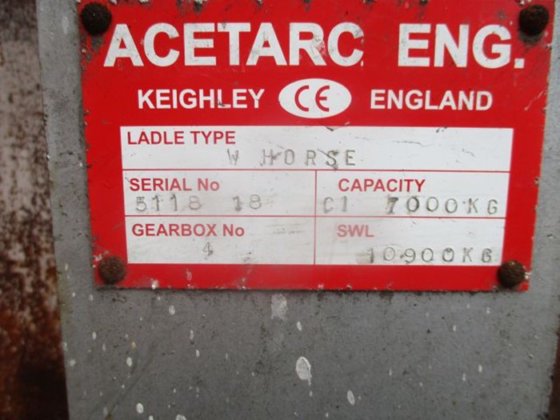 ACETARC ENG.
KEIGHLEY CE ENGLAND
LADLE TYPE
W HORSE
SERIAL No CAPACITY
5118 18 CI 7000KG
GEARBOX No SWL
4 10900KG